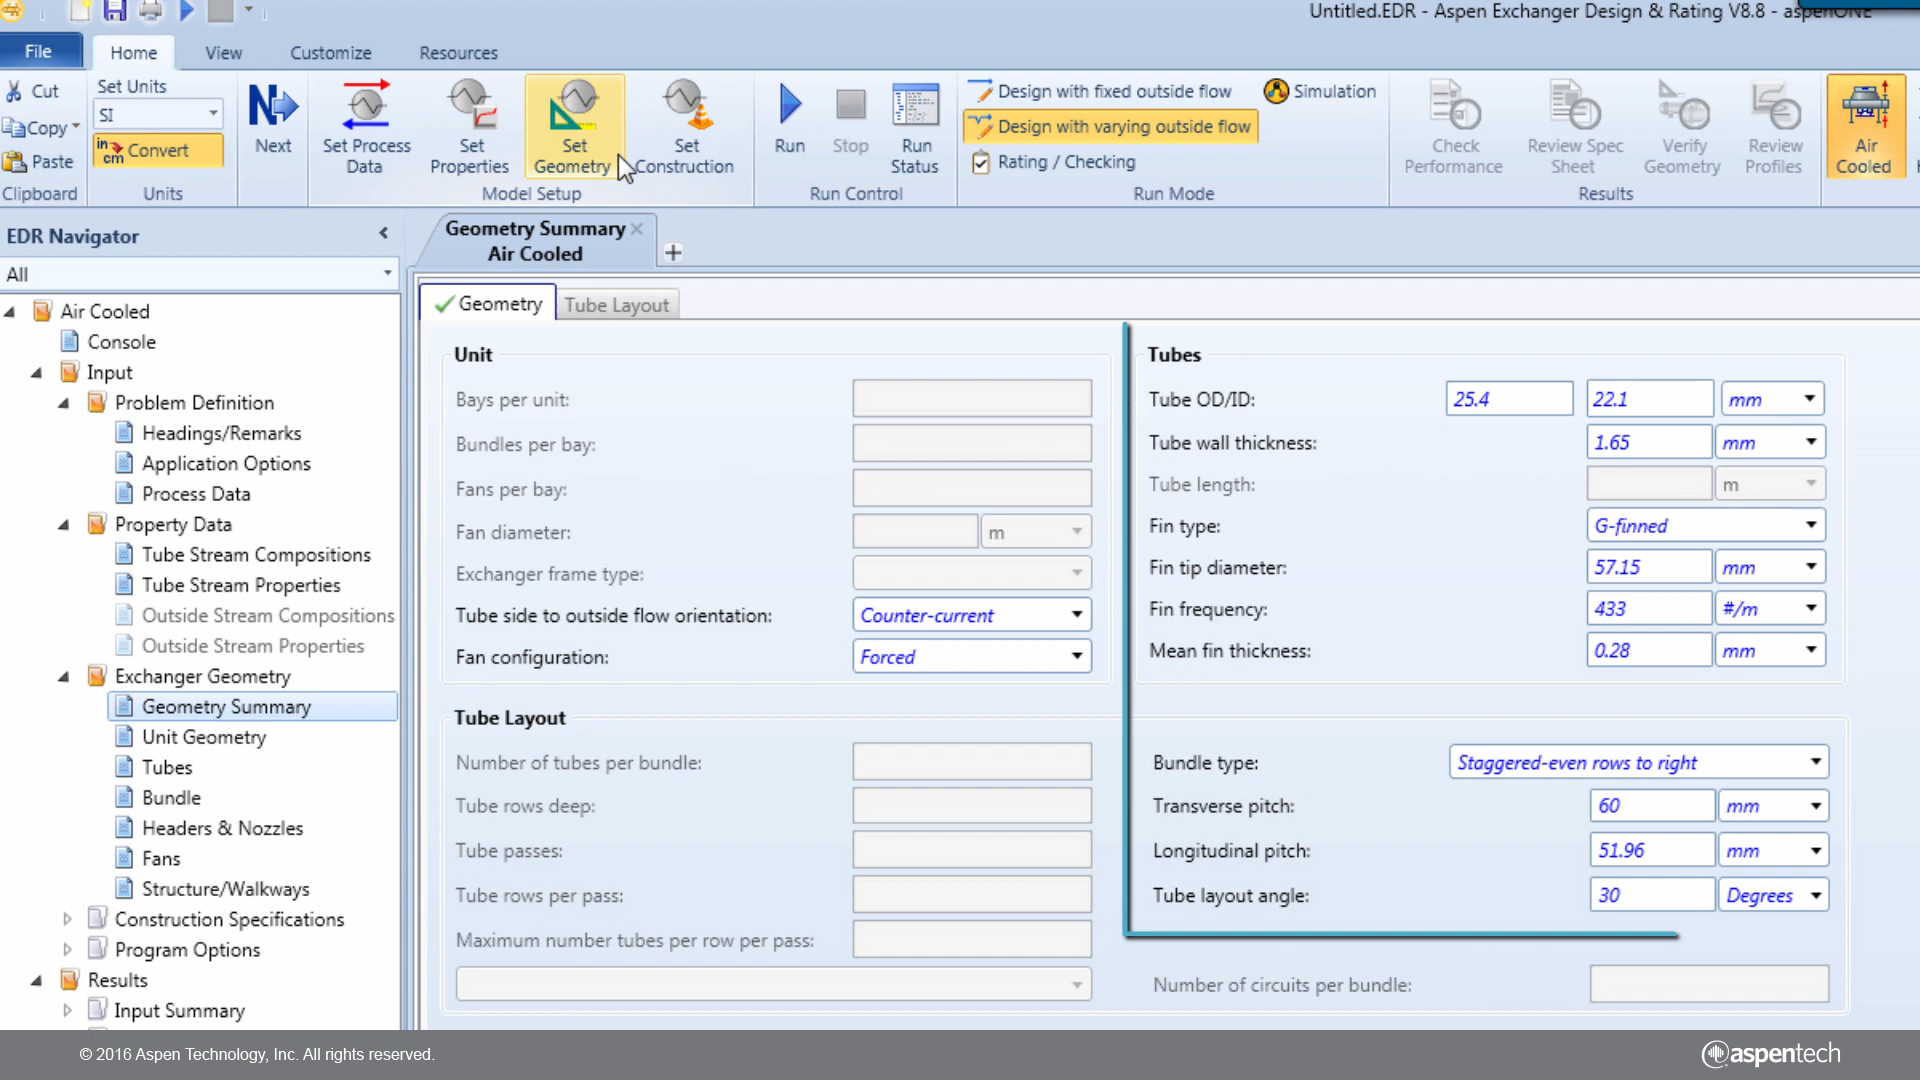 Untitled.EDR - Aspen Exchanger Design & Rating V8.8 - aspenONE
File Home View Customize Resources
Cut
Copy
Paste
Clipboard
Set Units
SI
in cm Convert
Units
N
Next
Set Process Data
Set Properties
Set Geometry
Set Construction
Model Setup
Run
Stop
Run Status
Run Control
Design with fixed outside flow
Design with varying outside flow
Rating / Checking
Simulation
Run Mode
Check Performance
Review Spec Sheet
Verify Geometry
Review Profiles
Results
Air Cooled
EDR Navigator
All
Air Cooled
Console
Input
Problem Definition
Headings/Remarks
Application Options
Process Data
Property Data
Tube Stream Compositions
Tube Stream Properties
Outside Stream Compositions
Outside Stream Properties
Exchanger Geometry
Geometry Summary
Unit Geometry
Tubes
Bundle
Headers & Nozzles
Fans
Structure/Walkways
Construction Specifications
Program Options
Results
Input Summary
Geometry Summary
Air Cooled
Geometry
Tube Layout
Unit
Bays per unit:
Bundles per bay:
Fans per bay:
Fan diameter: m
Exchanger frame type:
Tube side to outside flow orientation: Counter-current
Fan configuration: Forced
Tubes
Tube OD/ID: 25.4 22.1 mm
Tube wall thickness: 1.65 mm
Tube length: m
Fin type: G-finned
Fin tip diameter: 57.15 mm
Fin frequency: 433 #/m
Mean fin thickness: 0.28 mm
Tube Layout
Number of tubes per bundle:
Tube rows deep:
Tube passes:
Tube rows per pass:
Maximum number tubes per row per pass:
Bundle type: Staggered-even rows to right
Transverse pitch: 60 mm
Longitudinal pitch: 51.96 mm
Tube layout angle: 30 Degrees
Number of circuits per bundle:
© 2016 Aspen Technology, Inc. All rights reserved.
aspentech